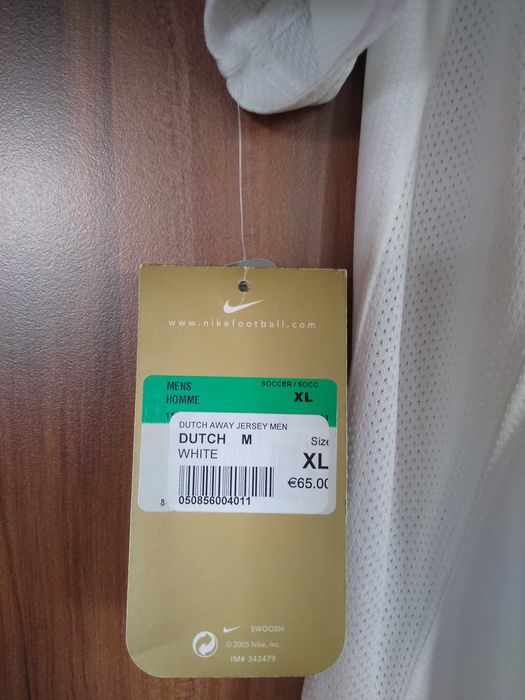 www.nikefootball.com
MENS SOCCER / SOCC
HOMME XL
DUTCH AWAY JERSEY MEN
DUTCH M Size
WHITE XL
€65.00
8 050856004011
SWOOSH
© 2005 Nike, Inc.
IM# 343479